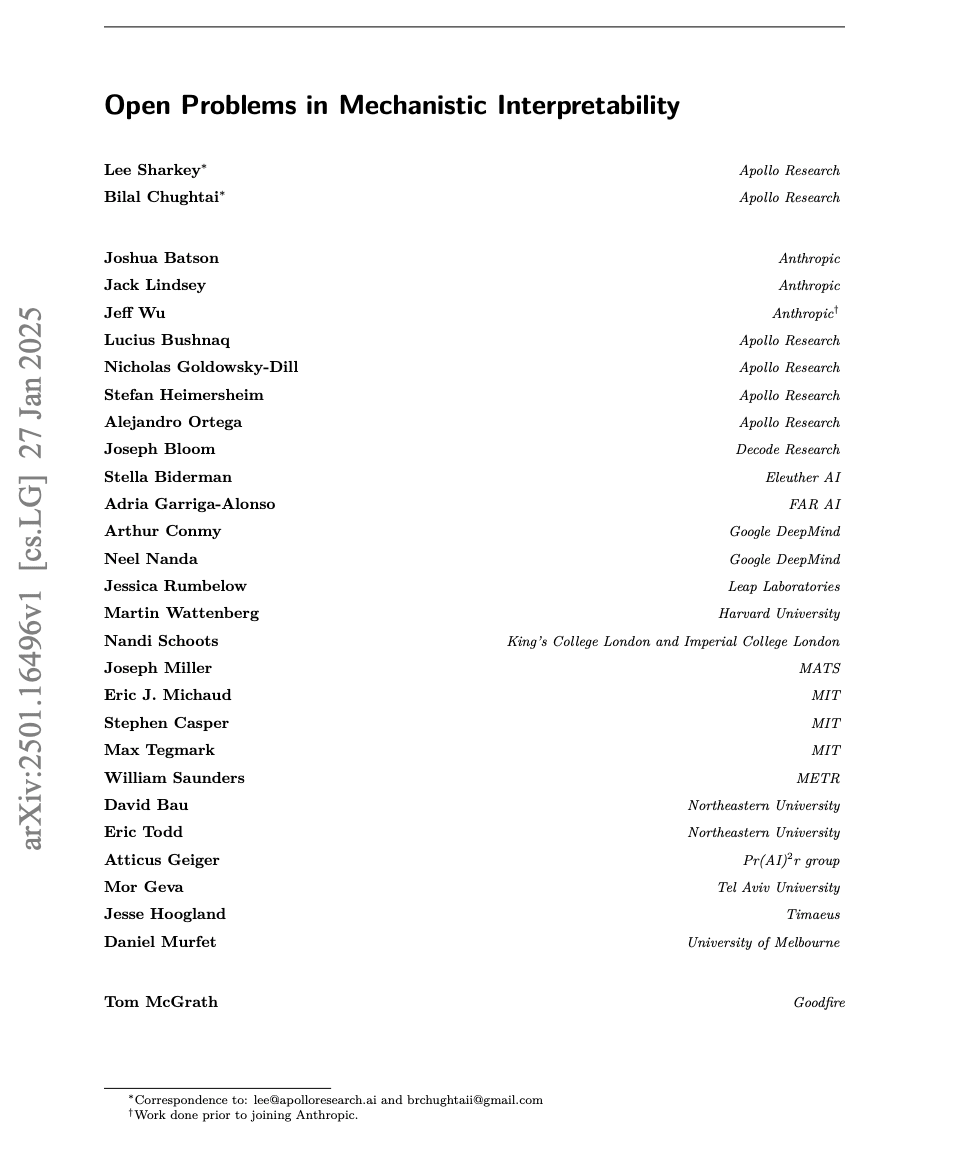 Open Problems in Mechanistic Interpretability
Lee Sharkey* Apollo Research
Bilal Chughtai* Apollo Research
Joshua Batson Anthropic
Jack Lindsey Anthropic
Jeff Wu Anthropic†
Lucius Bushnaq Apollo Research
Nicholas Goldowsky-Dill Apollo Research
Stefan Heimersheim Apollo Research
Alejandro Ortega Apollo Research
Joseph Bloom Decode Research
Stella Biderman Eleuther AI
Adria Garriga-Alonso FAR AI
Arthur Conmy Google DeepMind
Neel Nanda Google DeepMind
Jessica Rumbelow Leap Laboratories
Martin Wattenberg Harvard University
Nandi Schoots King's College London and Imperial College London
Joseph Miller MATS
Eric J. Michaud MIT
Stephen Casper MIT
Max Tegmark MIT
William Saunders METR
David Bau Northeastern University
Eric Todd Northeastern University
Atticus Geiger Pr(AI)²r group
Mor Geva Tel Aviv University
Jesse Hoogland Timaeus
Daniel Murfet University of Melbourne
Tom McGrath Goodfire
*Correspondence to: lee@apolloresearch.ai and brchughtaii@gmail.com
†Work done prior to joining Anthropic.
arXiv:2501.16496v1 [cs.LG] 27 Jan 2025